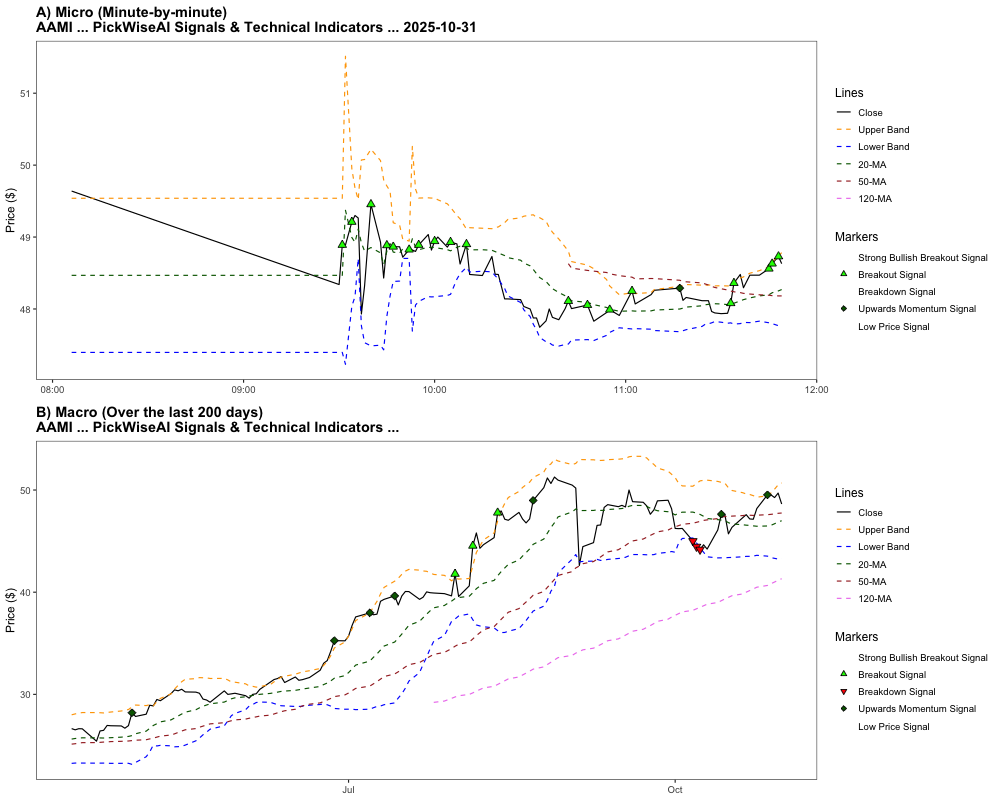 A) Micro (Minute-by-minute)
AAMI ... PickWiseAI Signals & Technical Indicators ... 2025-10-31
51
50
49
48
Price ($)
08:00
09:00
10:00
11:00
12:00
Lines
Close
Upper Band
Lower Band
20-MA
50-MA
120-MA
Markers
Strong Bullish Breakout Signal
Breakout Signal
Breakdown Signal
Upwards Momentum Signal
Low Price Signal
B) Macro (Over the last 200 days)
AAMI ... PickWiseAI Signals & Technical Indicators ...
50
40
30
Price ($)
Jul
Oct
Lines
Close
Upper Band
Lower Band
20-MA
50-MA
120-MA
Markers
Strong Bullish Breakout Signal
Breakout Signal
Breakdown Signal
Upwards Momentum Signal
Low Price Signal